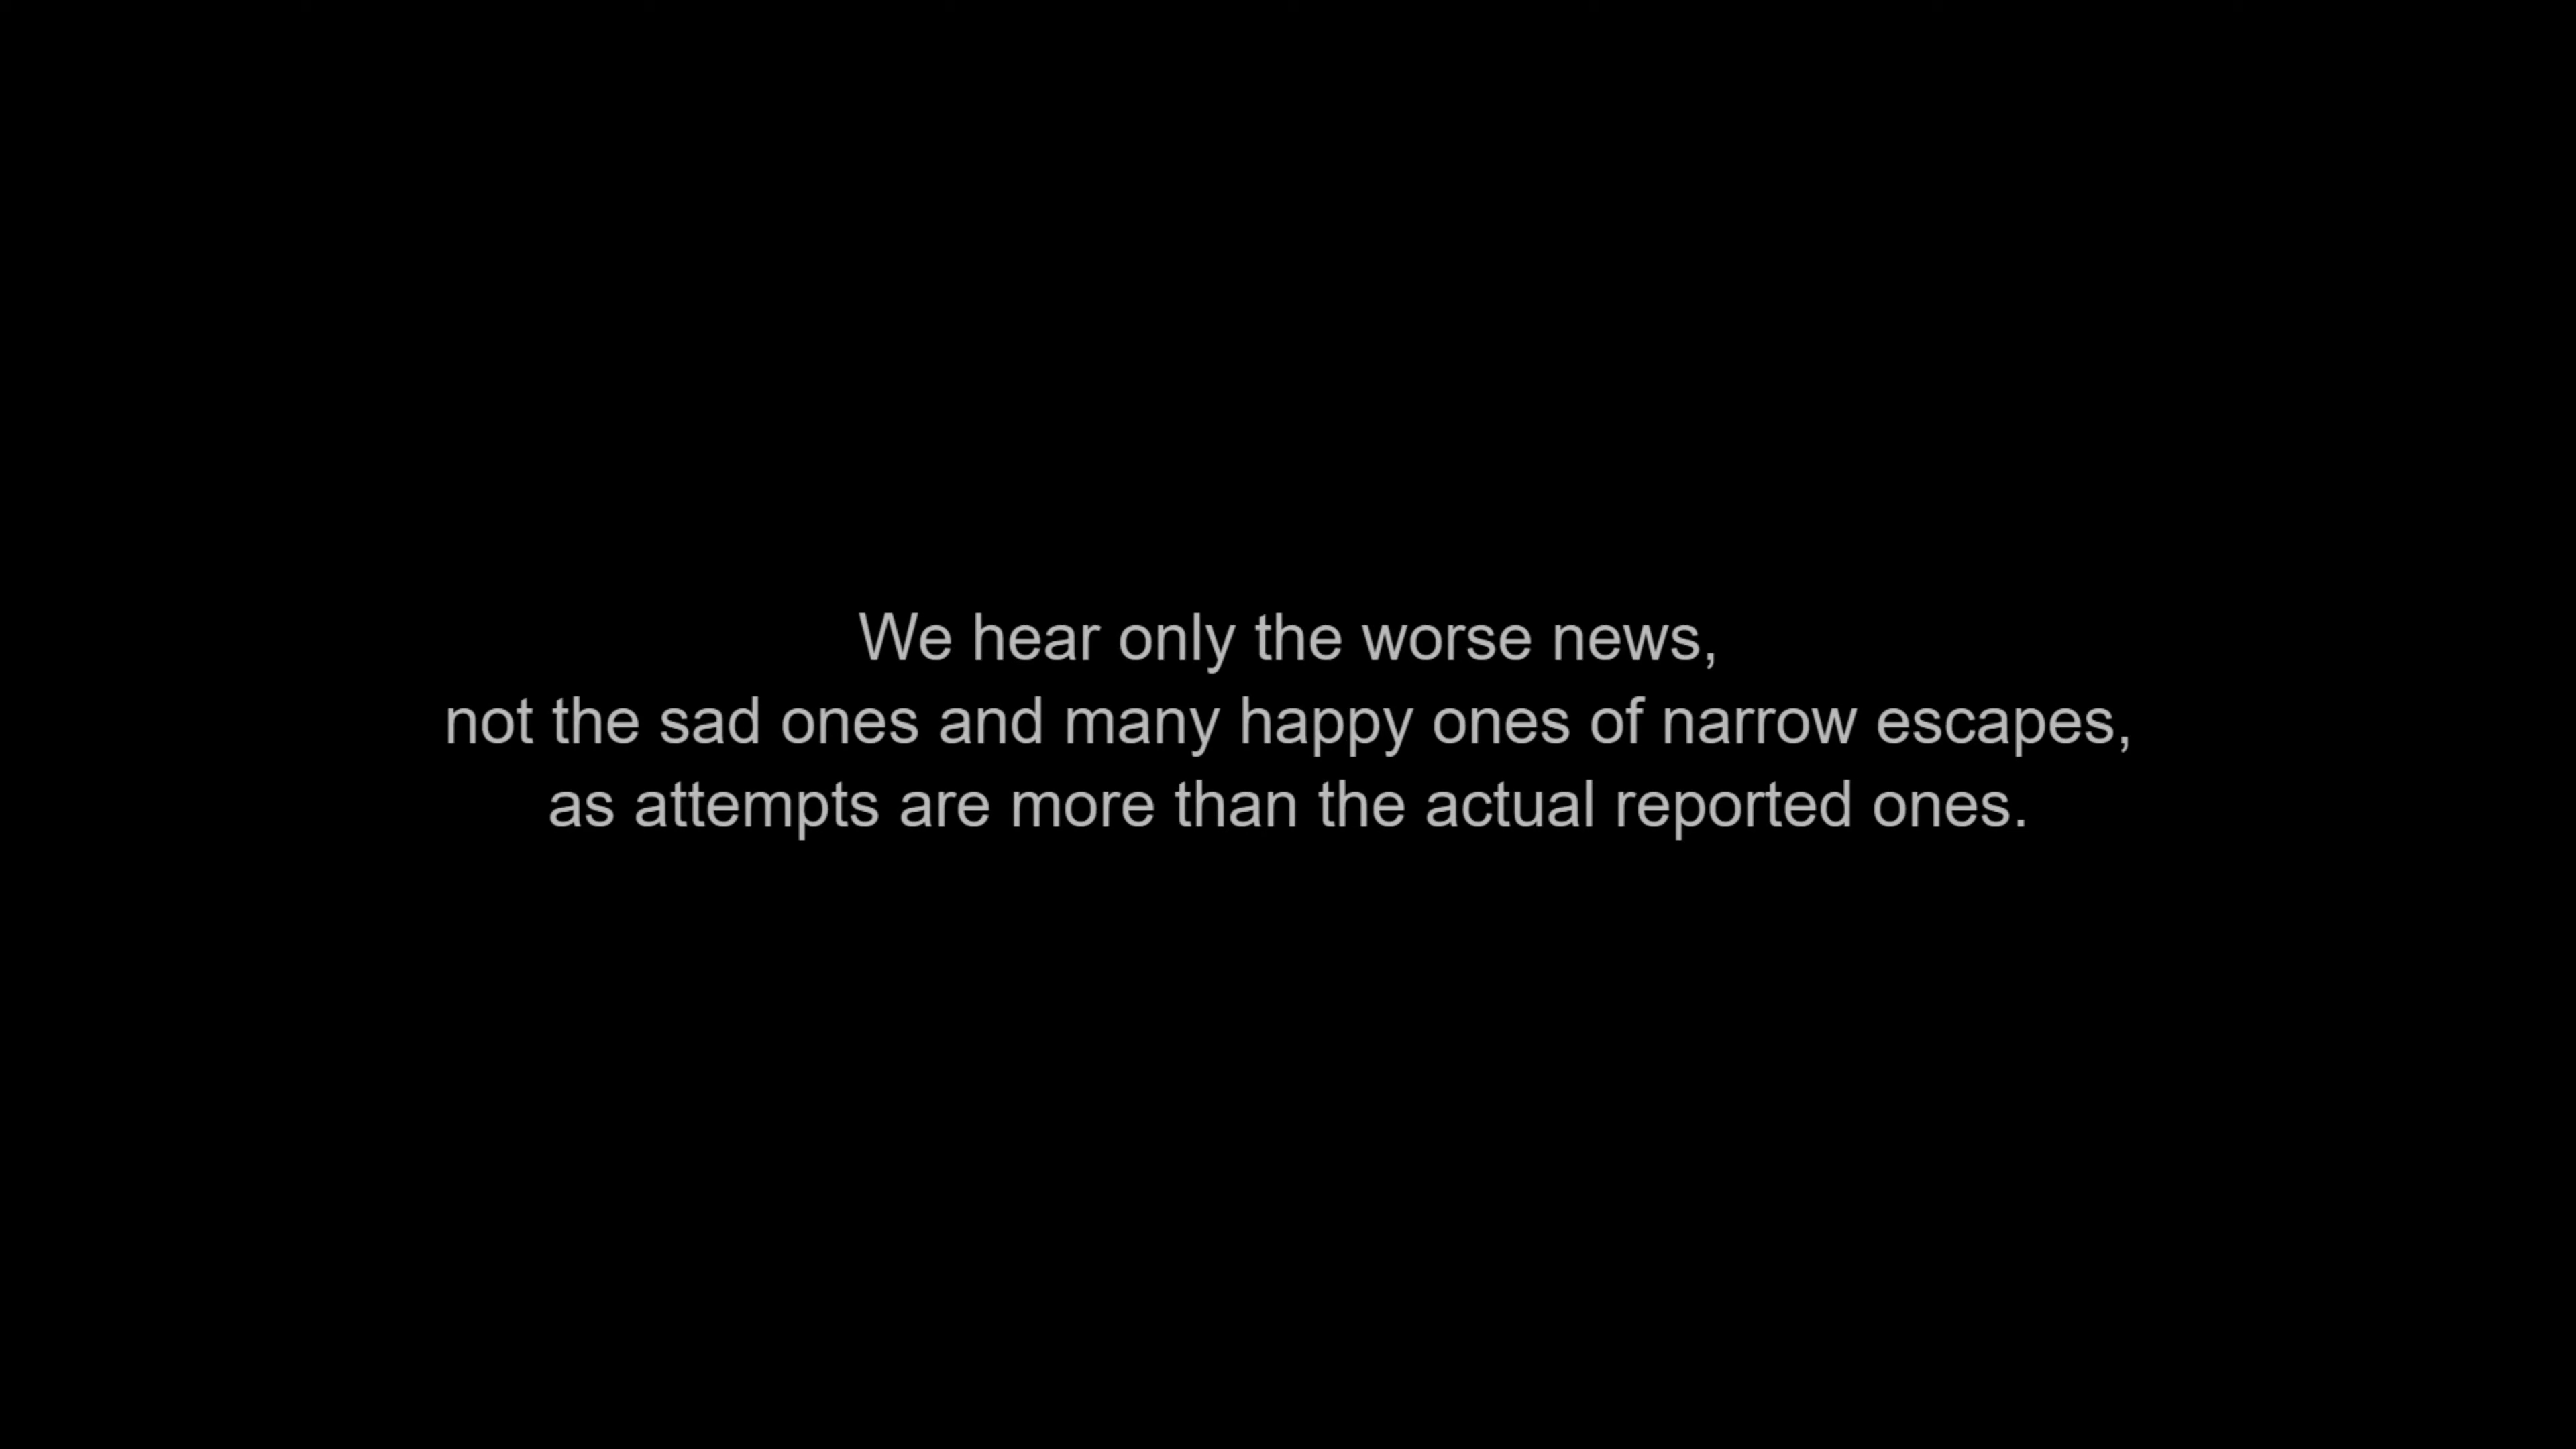 We hear only the worse news,
not the sad ones and many happy ones of narrow escapes,
as attempts are more than the actual reported ones.